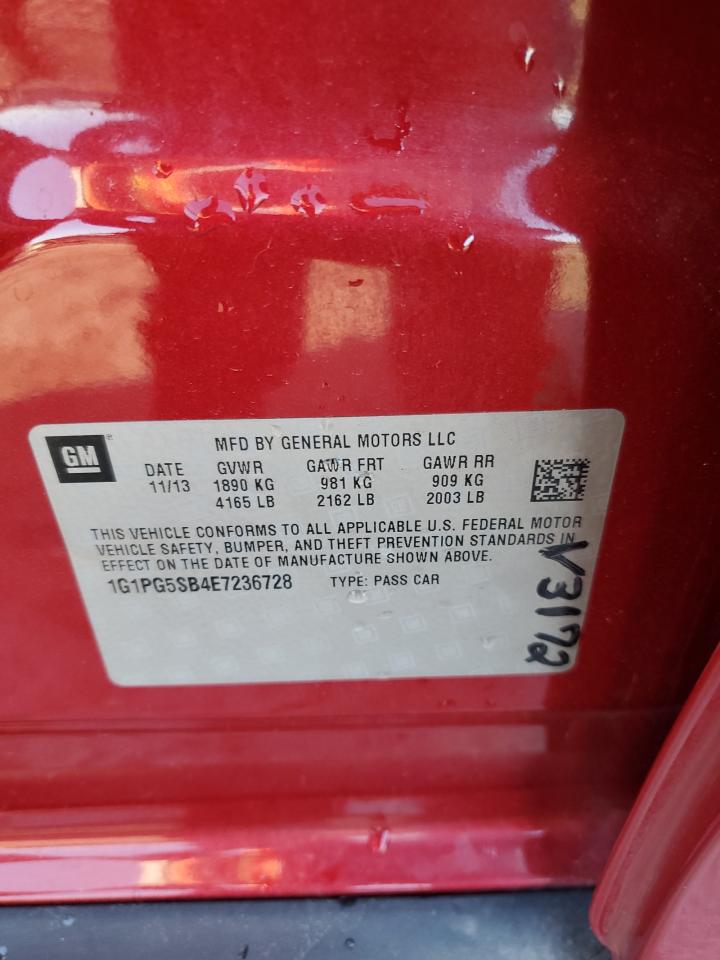 GM®
MFD BY GENERAL MOTORS LLC
DATE GVWR GAWR FRT GAWR RR
11/13 1890 KG 981 KG 909 KG
4165 LB 2162 LB 2003 LB
THIS VEHICLE CONFORMS TO ALL APPLICABLE U.S. FEDERAL MOTOR
VEHICLE SAFETY, BUMPER, AND THEFT PREVENTION STANDARDS IN
EFFECT ON THE DATE OF MANUFACTURE SHOWN ABOVE.
1G1PG5SB4E7236728 TYPE: PASS CAR
V3172